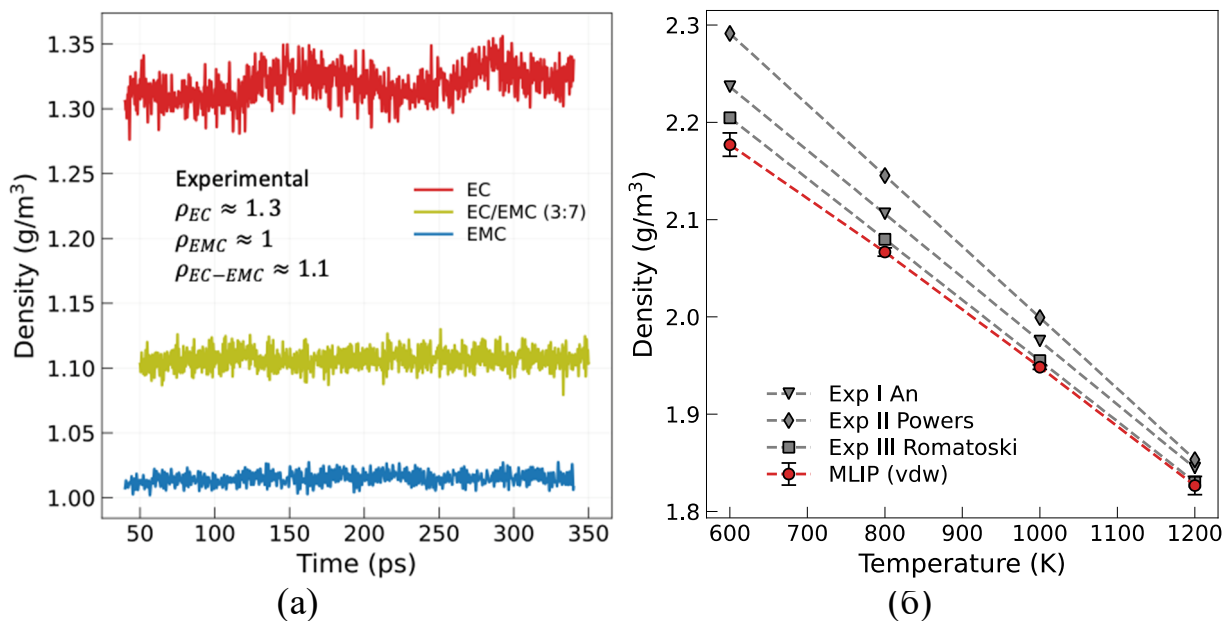 1.35
1.30
1.25
1.20
1.15
1.10
1.05
1.00
Density (g/m³)
Experimental
ρEC ≈ 1.3
ρEMC ≈ 1
ρEC−EMC ≈ 1.1
EC
EC/EMC (3:7)
EMC
50 100 150 200 250 300 350
Time (ps)
(а)
2.3
2.2
2.1
2.0
1.9
1.8
Density (g/m³)
Exp I An
Exp II Powers
Exp III Romatoski
MLIP (vdw)
600 700 800 900 1000 1100 1200
Temperature (K)
(б)